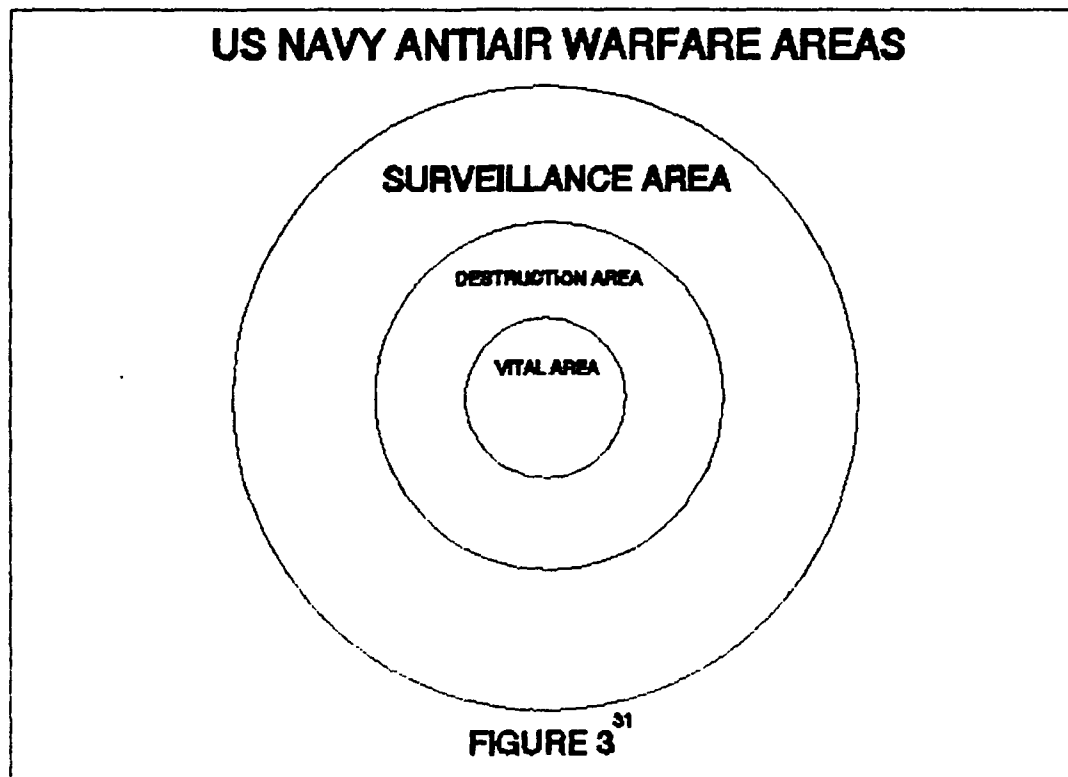 US NAVY ANTIAIR WARFARE AREAS
SURVEILLANCE AREA
DESTRUCTION AREA
VITAL AREA
FIGURE 3³¹